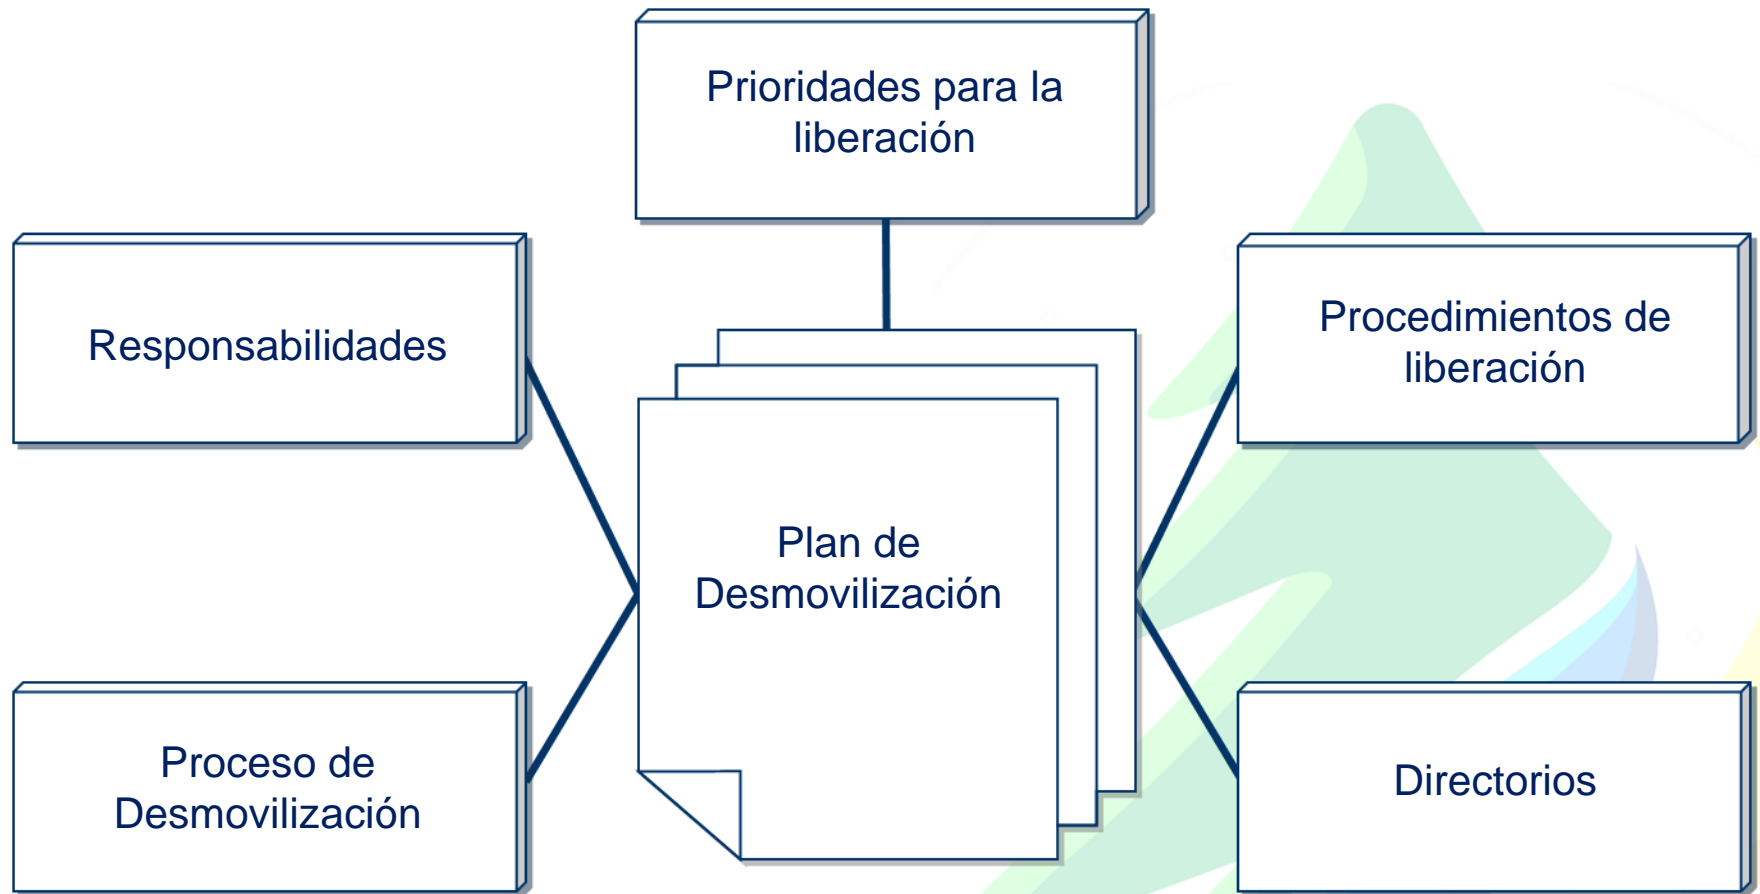 Prioridades para la
liberación
Responsabilidades
Procedimientos de
liberación
Plan de
Desmovilización
Proceso de
Desmovilización
Directorios